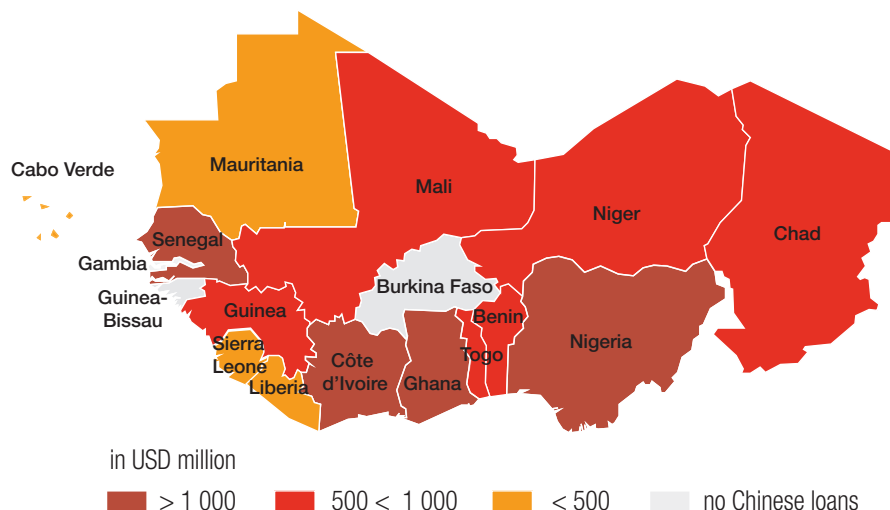 Cabo Verde
Mauritania
Mali
Niger
Chad
Senegal
Gambia
Guinea-
Bissau
Guinea
Burkina Faso
Benin
Togo
Nigeria
Sierra
Leone
Liberia
Côte
d'Ivoire
Ghana
in USD million
> 1 000
500 < 1 000
< 500
no Chinese loans